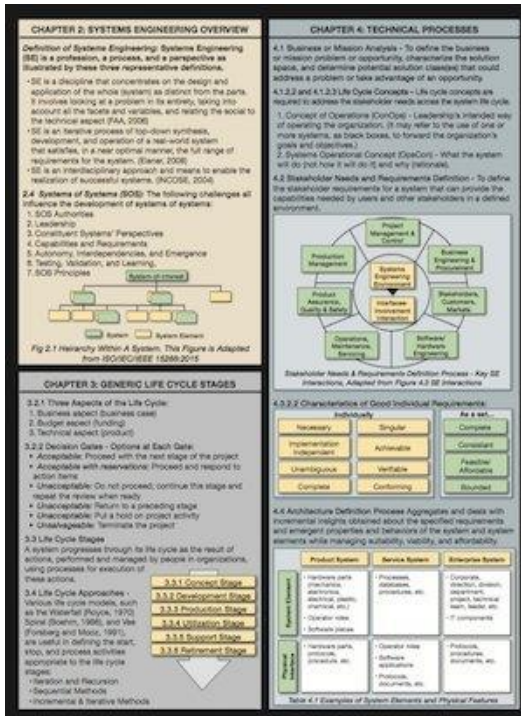 CHAPTER 2: SYSTEMS ENGINEERING OVERVIEW
Definition of Systems Engineering: Systems Engineering
(SE) is a profession, a process, and a perspective as
illustrated by these three representative definitions.
• SE is a discipline that concentrates on the design and
application of the whole (system) as distinct from the parts.
It involves looking at a problem in its entirety, taking into
account all the facets and variables, and relating the social to
the technical aspect (FAA, 2006)
• SE is an iterative process of top-down synthesis,
development, and operation of a real-world system
that satisfies, in a near optimal manner, the full range of
requirements for the system. (Eisner, 2008)
• SE is an interdisciplinary approach and means to enable the
realization of successful systems. (INCOSE, 2004)
2.4 Systems of Systems (SOS): The following challenges all
influence the development of systems of systems:
1. SOS Authorities
2. Leadership
3. Constituent Systems' Perspectives
4. Capabilities and Requirements
5. Autonomy, Interdependencies, and Emergence
6. Testing, Validation, and Learning,
7. SOS Principles
System of Interest
System
System Element
Fig 2.1 Heirarchy Within A System. This Figure is Adapted
from ISO/IEC/IEEE 15288:2015
CHAPTER 3: GENERIC LIFE CYCLE STAGES
3.2.1 Three Aspects of the Life Cycle:
1. Business aspect (business case)
2. Budget aspect (funding)
3. Technical aspect (product)
3.2.2 Decision Gates - Options at Each Gate:
• Acceptable: Proceed with the next stage of the project
• Acceptable with reservations: Proceed and respond to
action items
• Unacceptable: Do not proceed; continue this stage and
repeat the review when ready
• Unacceptable: Return to a preceding stage
• Unacceptable: Put a hold on project activity
• Unsalvageable: Terminate the project
3.3 Life Cycle Stages
A system progresses through its life cycle as the result of
actions, performed and managed by people in organizations,
using processes for execution of
these actions.
3.4 Life Cycle Approaches -
Various life cycle models, such
as the Waterfall (Royce, 1970)
Spiral (Boehm, 1986), and Vee
(Forsberg and Mooz, 1991),
are useful in defining the start,
stop, and process activities
appropriate to the life cycle
stages:
• Iteration and Recursion
• Sequential Methods
• Incremental & Iterative Methods
3.3.1 Concept Stage
3.3.2 Development Stage
3.3.3 Production Stage
3.3.4 Utilization Stage
3.3.5 Support Stage
3.3.6 Retirement Stage
CHAPTER 4: TECHNICAL PROCESSES
4.1 Business or Mission Analysis - To define the business
or mission problem or opportunity, characterize the solution
space, and determine potential solution class(es) that could
address a problem or take advantage of an opportunity.
4.1.2.2 and 4.1.2.3 Life Cycle Concepts – Life cycle concepts are
required to address the stakeholder needs across the system life cycle.
1. Concept of Operations (ConOps) - Leadership's intended way
of operating the organization. (It may refer to the use of one
or more systems, as black boxes, to forward the organization's
goals and objectives.)
2. Systems Operational Concept (OpsCon) - What the system
will do (not how it will do it) and why (rationale).
4.2 Stakeholder Needs and Requirements Definition - To define
the stakeholder requirements for a system that can provide the
capabilities needed by users and other stakeholders in a defined
environment.
Project
Management &
Control
Production
Management
Business
Engineering &
Procurement
Systems
Engineering
Environment
Product
Assurance,
Quality & Safety
Stakeholders,
Customers,
Markets
Interfaces
Involvement
Interaction
Operations,
Maintenance,
Servicing
Software/
Hardware
Engineering
Stakeholder Needs & Requirements Definition Process - Key SE
Interactions, Adapted from Figure 4.3 SE Interactions
4.3.2.2 Characteristics of Good Individual Requirements:
Individually
As a set...
Necessary
Singular
Complete
Implementation
Independent
Achievable
Consistent
Unambiguous
Verifiable
Feasible/
Affordable
Complete
Conforming
Bounded
4.4 Architecture Definition Process Aggregates and deals with
incremental insights obtained about the specified requirements
and emergent properties and behaviors of the system and system
elements while managing suitability, viability, and affordability.
Product System
Service System
Enterprise System
System Element
• Hardware parts
(mechanics,
electronics,
electrical, plastic,
chemical, etc.)
• Operator roles
• Software pieces
• Processes,
databases,
procedures, etc.
• Corporate,
direction, division,
department,
project, technical
team, leader, etc.
• IT components
Physical
Interface
• Hardware parts,
protocols,
procedures, etc.
• Operator roles
• Software
applications
• Protocols,
documents, etc.
• Protocols,
procedures,
documents, etc.
Table 4.1 Examples of System Elements and Physical Features